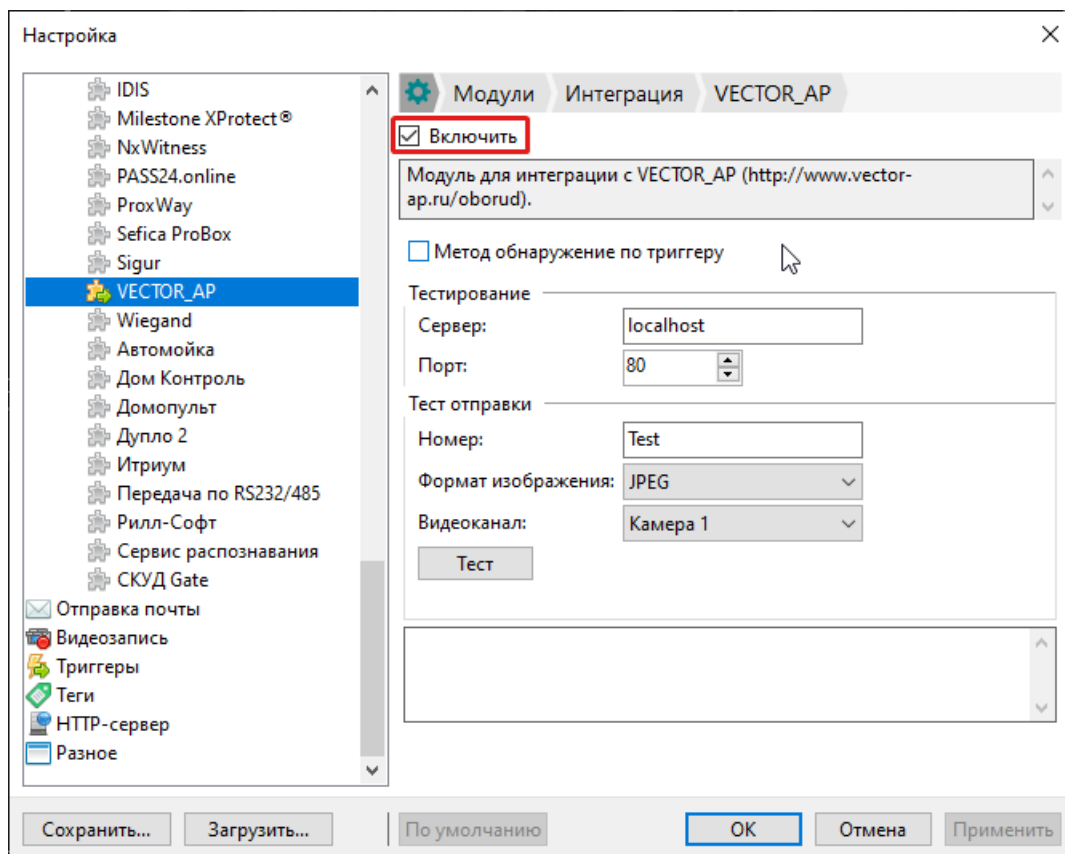 Настройка
IDIS
Milestone XProtect®
NxWitness
PASS24.online
ProxWay
Sefica ProBox
Sigur
VECTOR_AP
Wiegand
Автомойка
Дом Контроль
Домопульт
Дупло 2
Итриум
Передача по RS232/485
Рилл-Софт
Сервис распознавания
СКУД Gate
Отправка почты
Видеозапись
Триггеры
Теги
HTTP-сервер
Разное
Модули Интеграция VECTOR_AP
Включить
Модуль для интеграции с VECTOR_AP (http://www.vector-
ap.ru/oborud).
Метод обнаружение по триггеру
Тестирование
Сервер: localhost
Порт: 80
Тест отправки
Номер: Test
Формат изображения: JPEG
Видеоканал: Камера 1
Тест
Сохранить... Загрузить... По умолчанию OK Отмена Применить